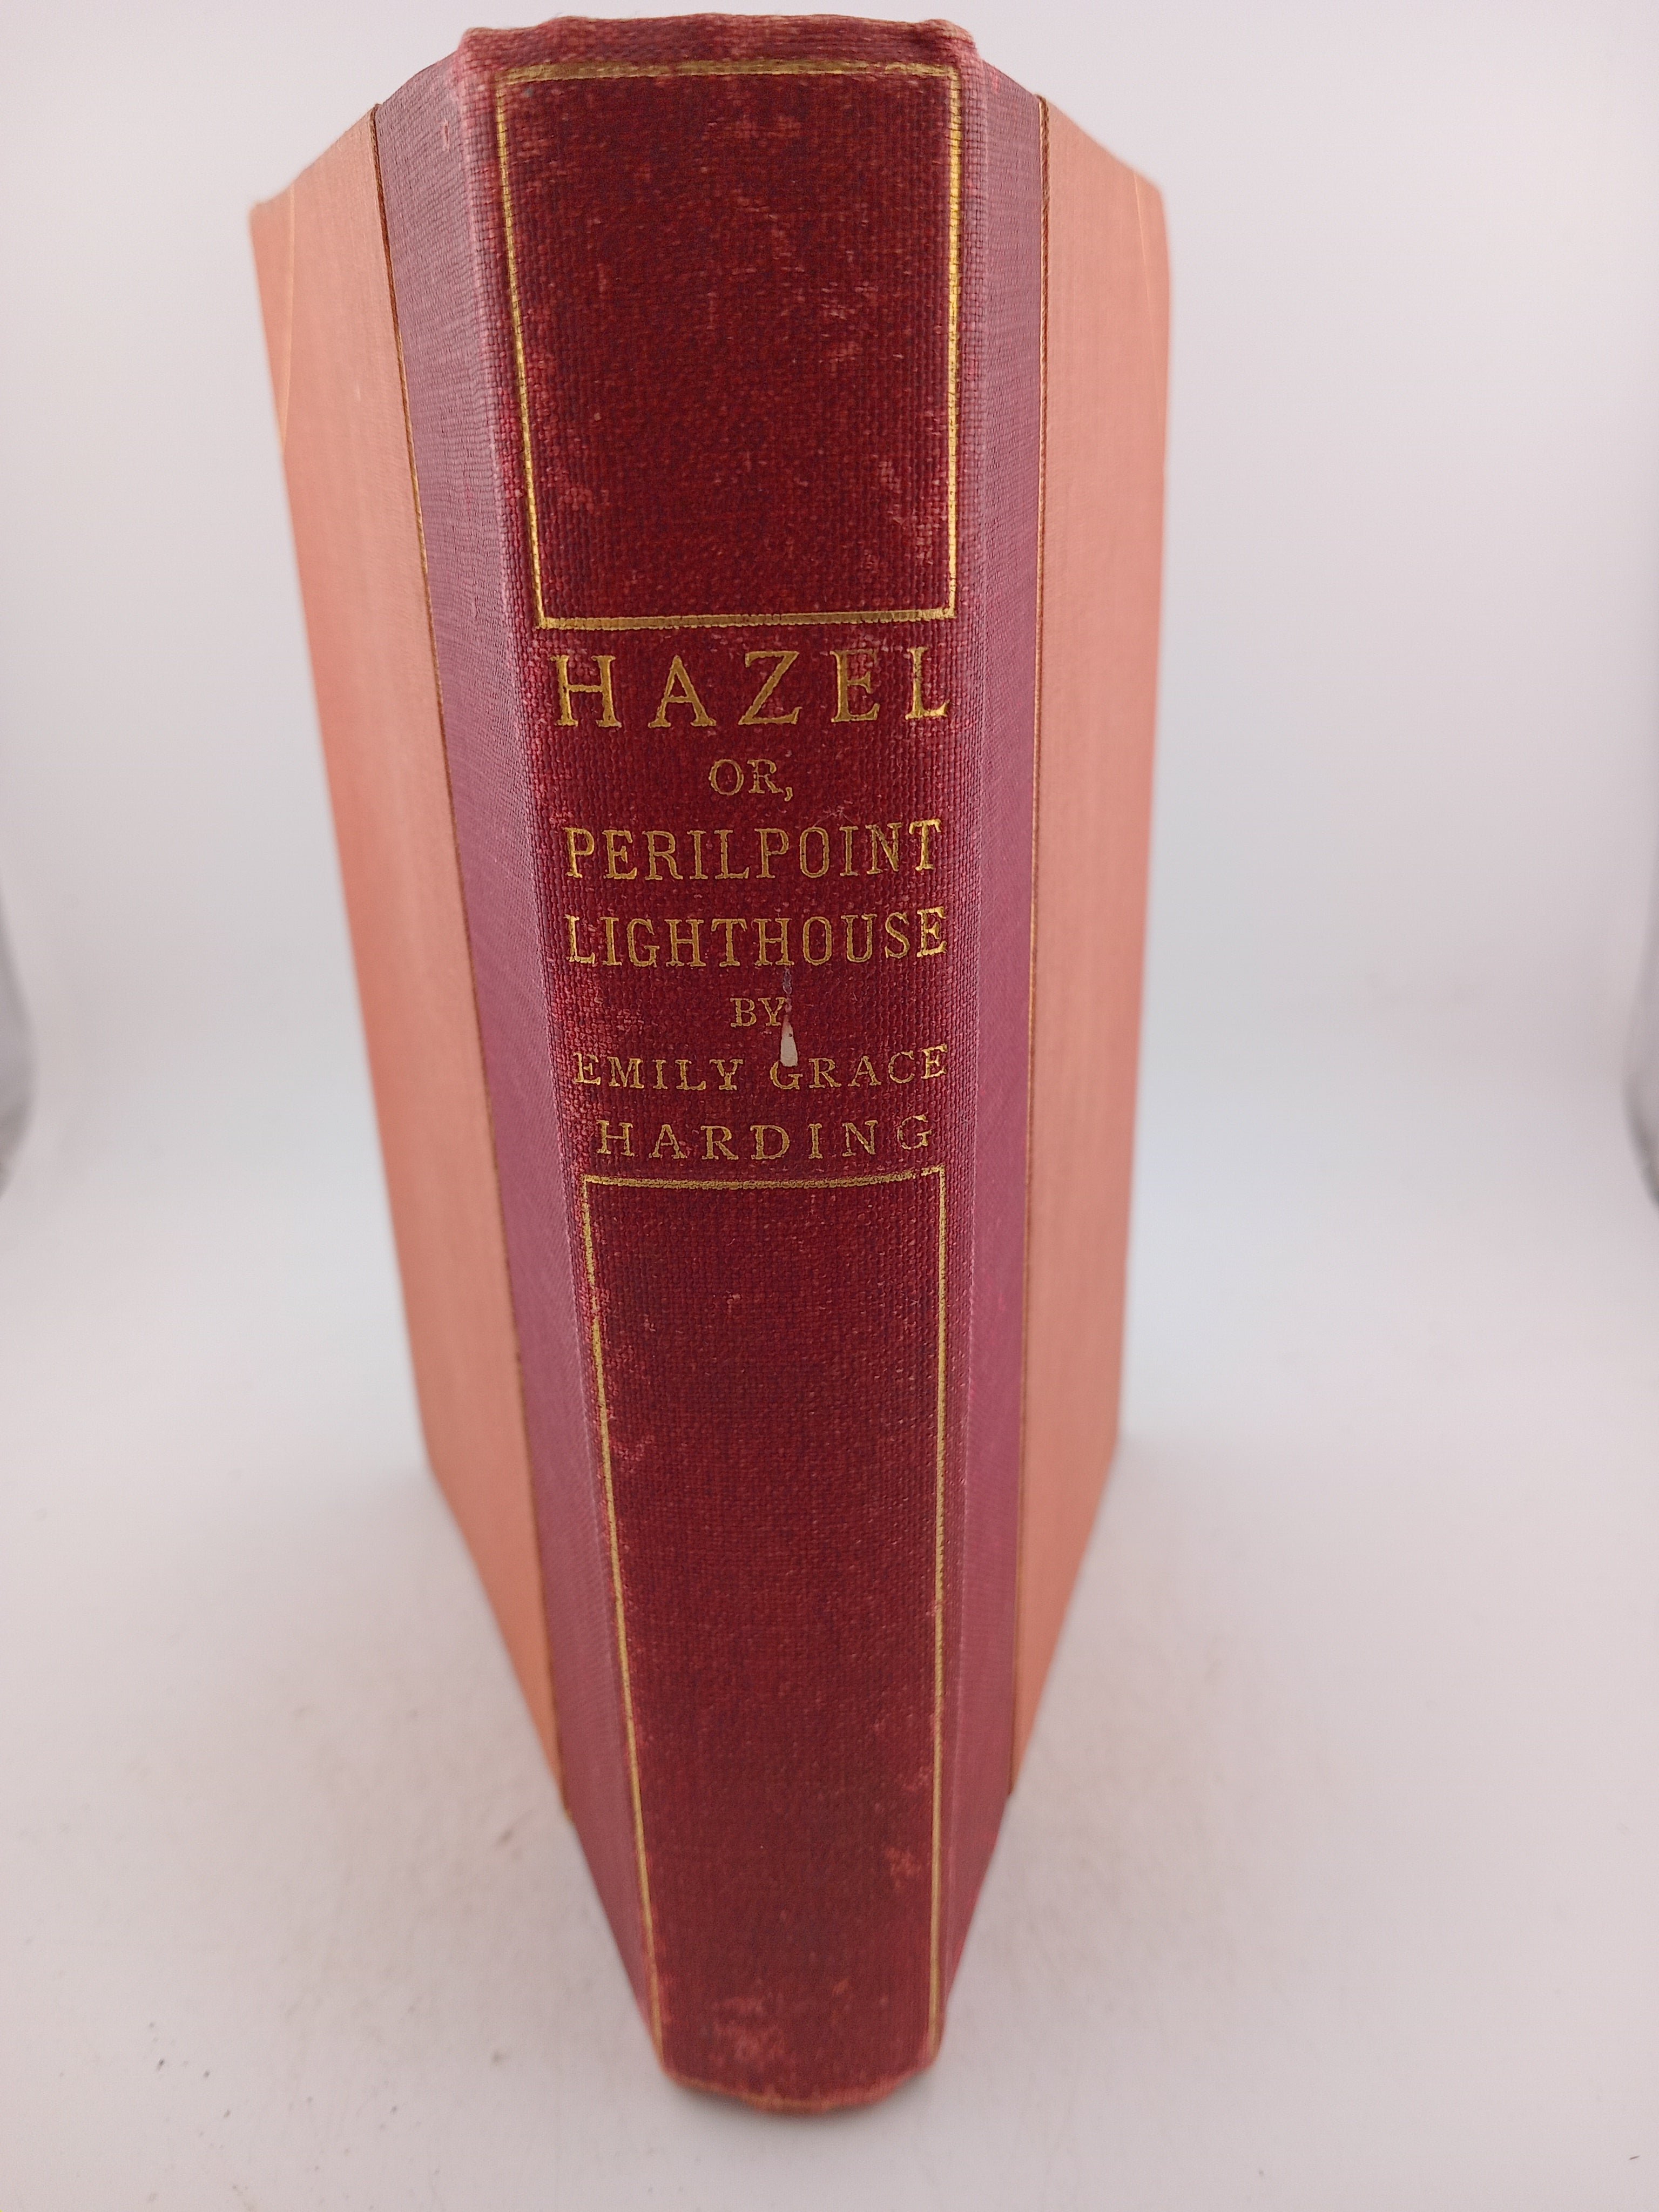 HAZEL
OR,
PERILPOINT
LIGHTHOUSE
BY
EMILY GRACE
HARDING